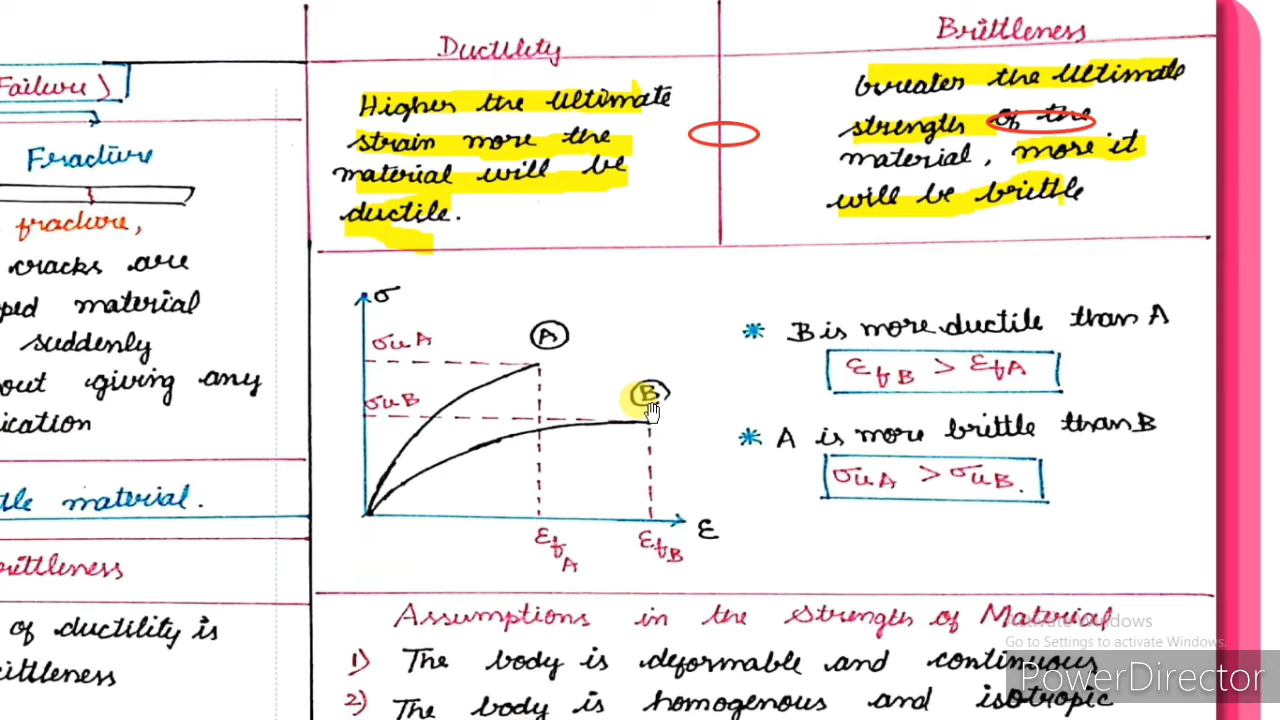 Failure)
Fracture
fracture,
cracks are
ped material
suddenly
out giving any
ication
tle material.
rittleness
of ductility is
ittleness
Ductility
Higher the ultimate
strain more the
material will be
ductile.
Brittleness
Greater the ultimate
strength of the
material, more it
will be brittle
σ
σuA
A
σuB
B
ε
εfA
εfB
* B is more ductile than A
εfB > εfA
* A is more brittle than B
σuA > σuB.
Assumptions in the strength of Material
1) The body is deformable and continuous
2) The body is homogenous and isotropic
Activate Windows
Go to Settings to activate Windows.
PowerDirector